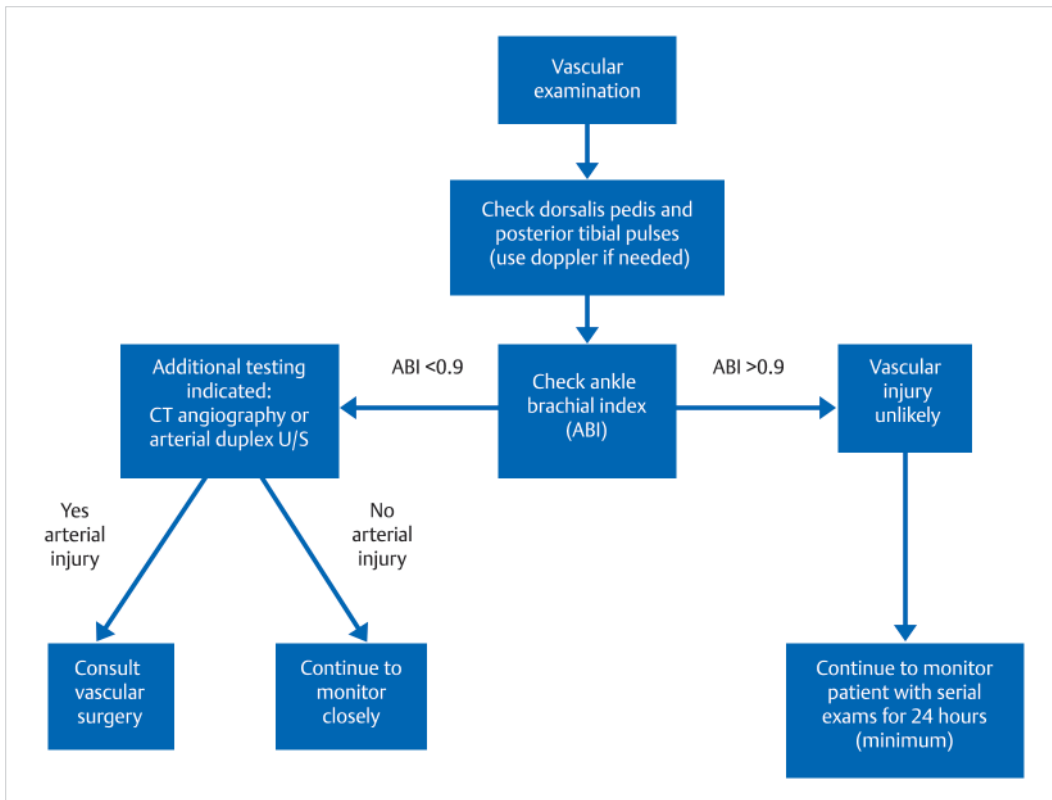 Vascular
examination
Check dorsalis pedis and
posterior tibial pulses
(use doppler if needed)
Additional testing
indicated:
CT angiography or
arterial duplex U/S
ABI <0.9
Check ankle
brachial index
(ABI)
ABI >0.9
Vascular
injury
unlikely
Yes
arterial
injury
No
arterial
injury
Consult
vascular
surgery
Continue to
monitor
closely
Continue to monitor
patient with serial
exams for 24 hours
(minimum)